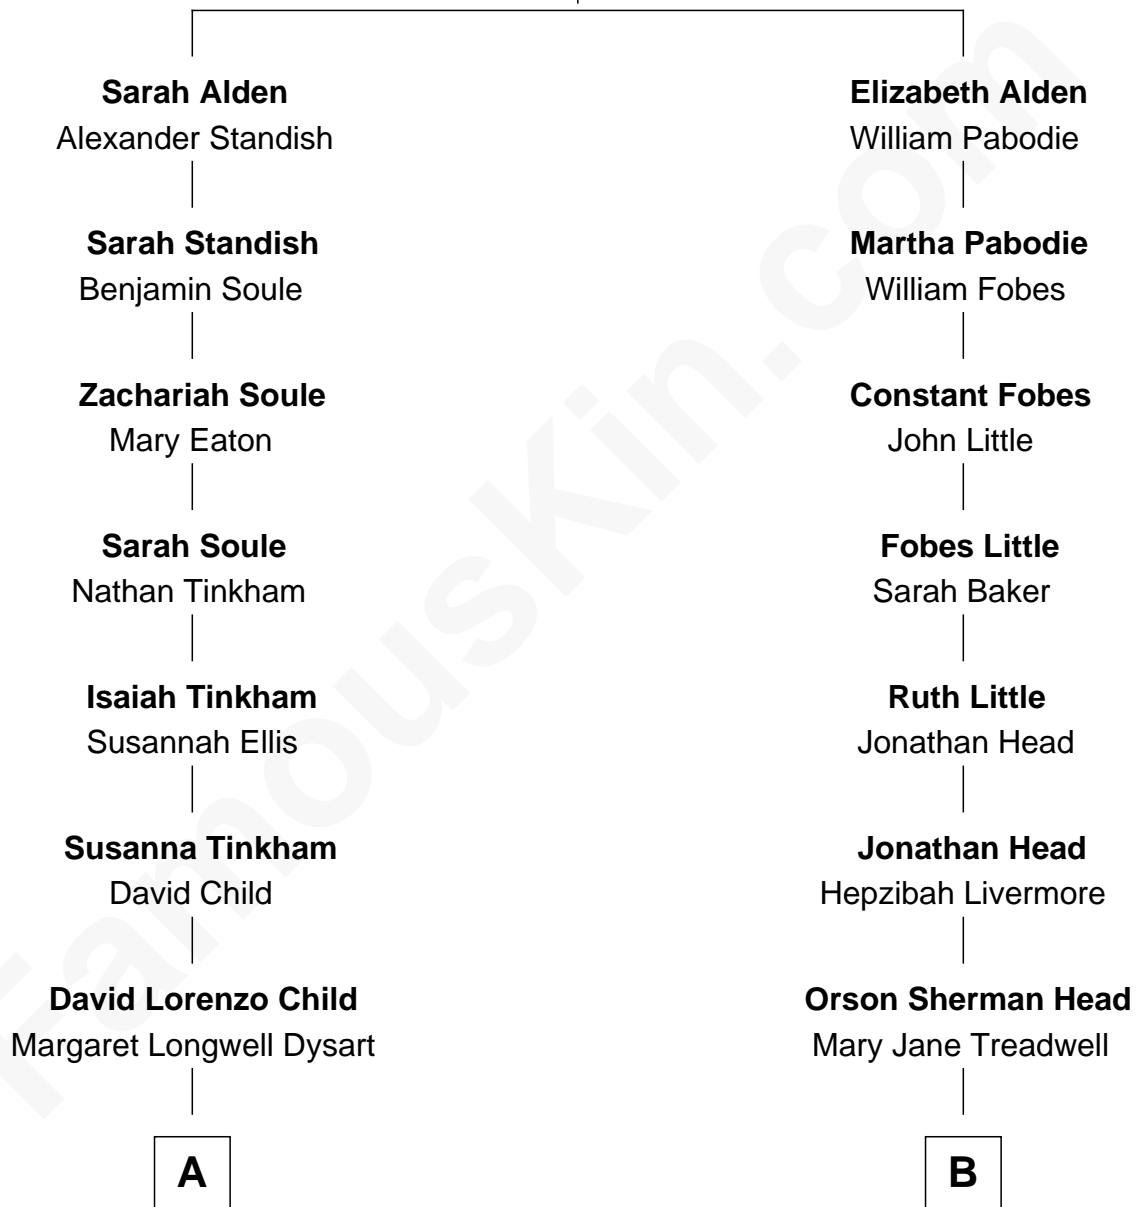 Sarah Alden
Alexander Standish
Sarah Standish
Benjamin Soule
Zachariah Soule
Mary Eaton
Sarah Soule
Nathan Tinkham
Isaiah Tinkham
Susannah Ellis
Susanna Tinkham
David Child
David Lorenzo Child
Margaret Longwell Dysart
A
Elizabeth Alden
William Pabodie
Martha Pabodie
William Fobes
Constant Fobes
John Little
Fobes Little
Sarah Baker
Ruth Little
Jonathan Head
Jonathan Head
Hepzibah Livermore
Orson Sherman Head
Mary Jane Treadwell
B
FamousKin.com